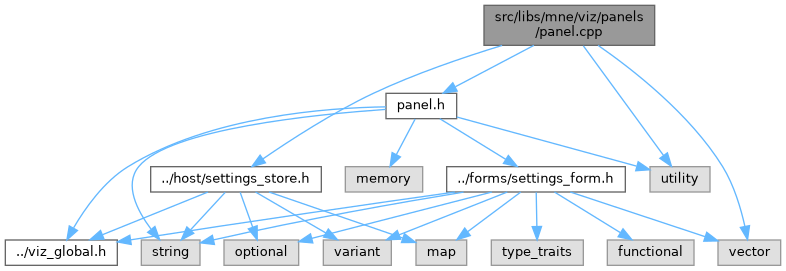 src/libs/mne/viz/panels
/panel.cpp
panel.h
../host/settings_store.h
memory
../forms/settings_form.h
utility
../viz_global.h
string
optional
variant
map
type_traits
functional
vector